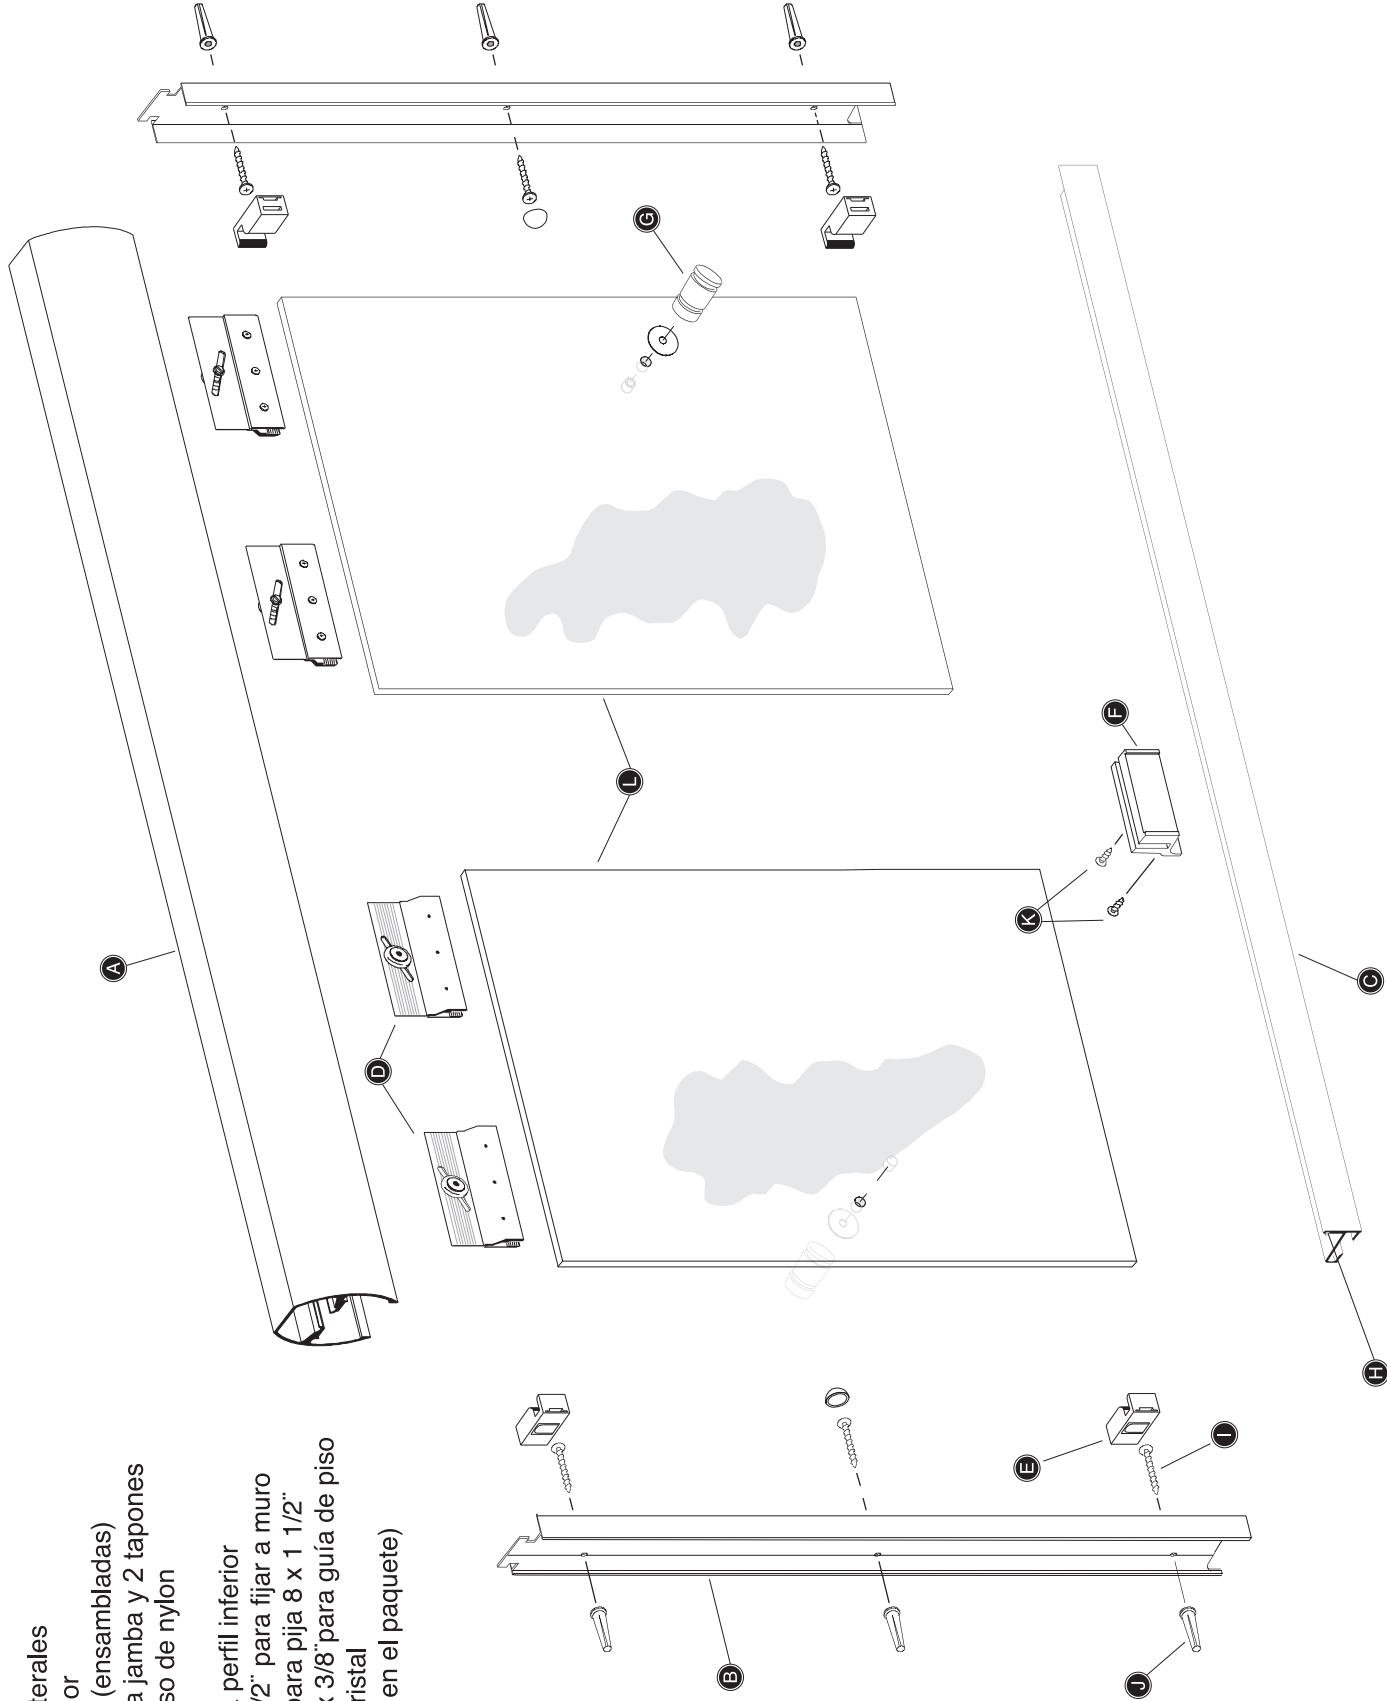 terales
or
(ensambladas)
a jamba y 2 tapones
so de nylon
perfil inferior
/2¨ para fijar a muro
para pija 8 x 1 1/2¨
x 3/8¨para guía de piso
ristal
en el paquete)
A
D
L
G
B
E
K
F
J
I
C
H